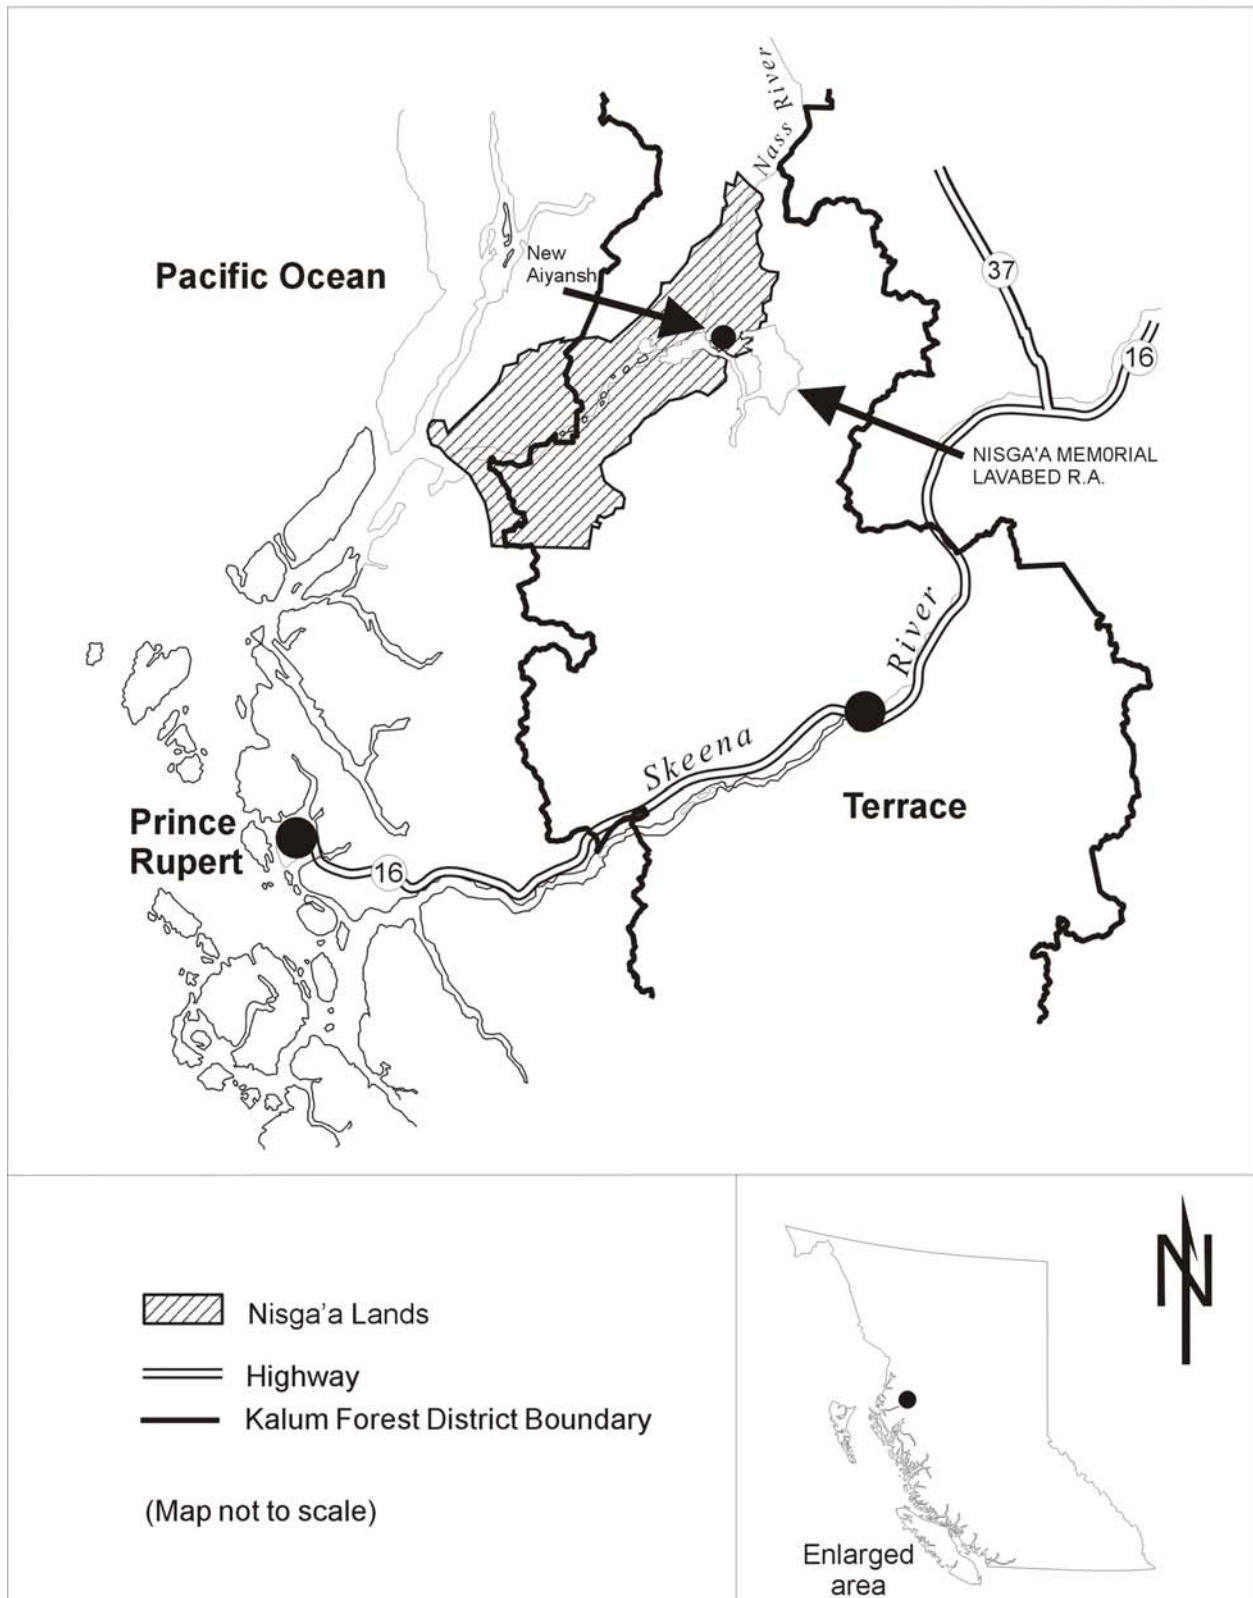 Nass River
Pacific Ocean
New
Aiyansh
37
16
NISGA'A MEMORIAL
LAVABED R.A.
Skeena River
Terrace
Prince
Rupert
16
Nisga'a Lands
Highway
Kalum Forest District Boundary
(Map not to scale)
N
Enlarged
area